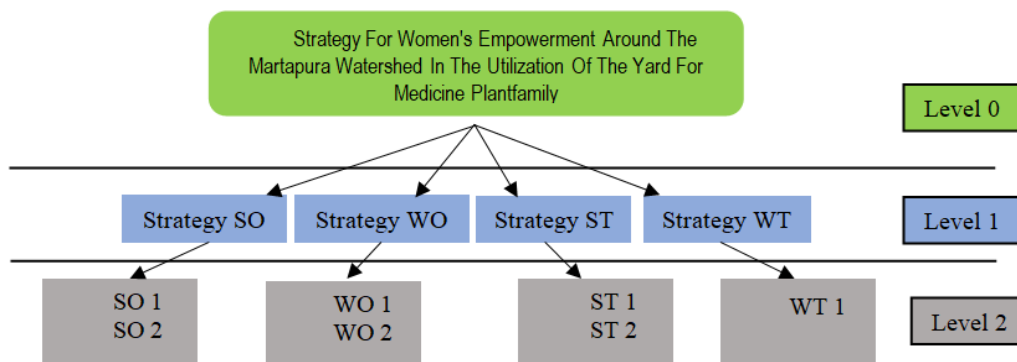 Strategy For Women's Empowerment Around The
Martapura Watershed In The Utilization Of The Yard For
Medicine Plantfamily
Level 0
Strategy SO
Strategy WO
Strategy ST
Strategy WT
Level 1
SO 1
SO 2
WO 1
WO 2
ST 1
ST 2
WT 1
Level 2